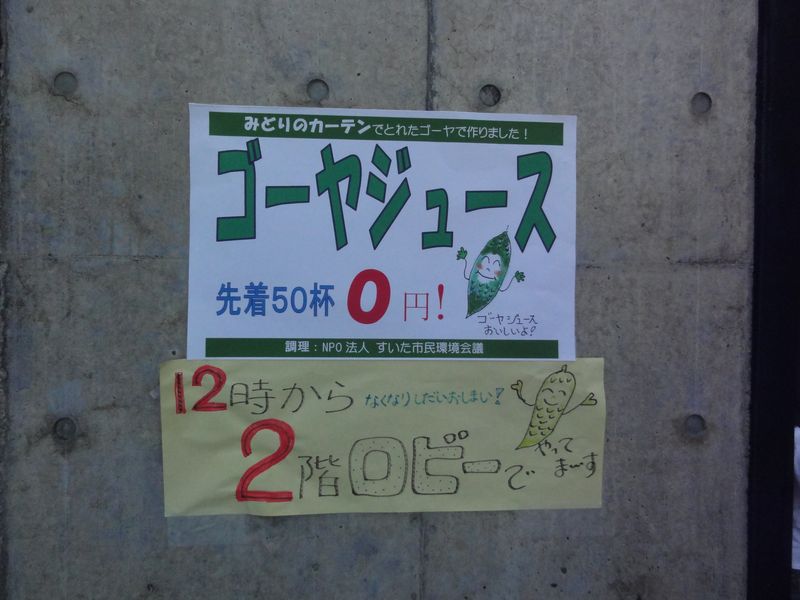 みどりのカーテンでとれたゴーヤで作りました！
ゴーヤジュース
先着50杯 0円！
ゴーヤジュース
おいしいよ?
調理：NPO法人 すいた市民環境会議
12時から なくなりしだいおしまい！
2階ロビーで
やって
ま〜す